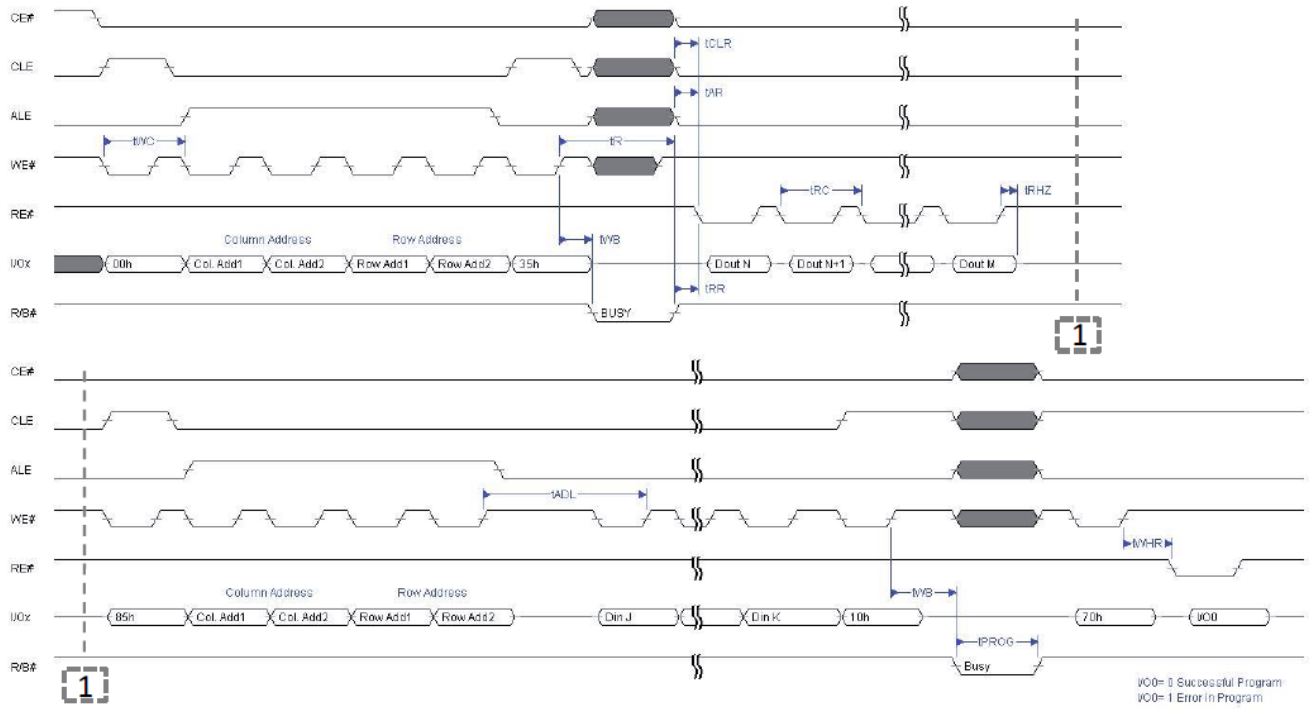 CE#
tCLR
CLE
tAR
ALE
tWC
tR
WE#
tRC
tRHZ
RE#
Column Address Row Address
tWB
I/Ox 00h Col. Add1 Col. Add2 Row Add1 Row Add2 35h Dout N Dout N+1 Dout M
tRR
R/B# BUSY
1
CE#
CLE
ALE
tADL
WE#
tWHR
RE#
Column Address Row Address
tWB
I/Ox 85h Col. Add1 Col. Add2 Row Add1 Row Add2 Din J Din K 10h 70h I/O0
tPROG
R/B# Busy
1
I/O0= 0 Successful Program
I/O0= 1 Error in Program